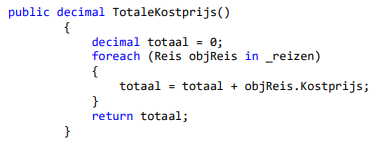 public decimal TotaleKostprijs()
{
decimal totaal = 0;
foreach (Reis objReis in _reizen)
{
totaal = totaal + objReis.Kostprijs;
}
return totaal;
}